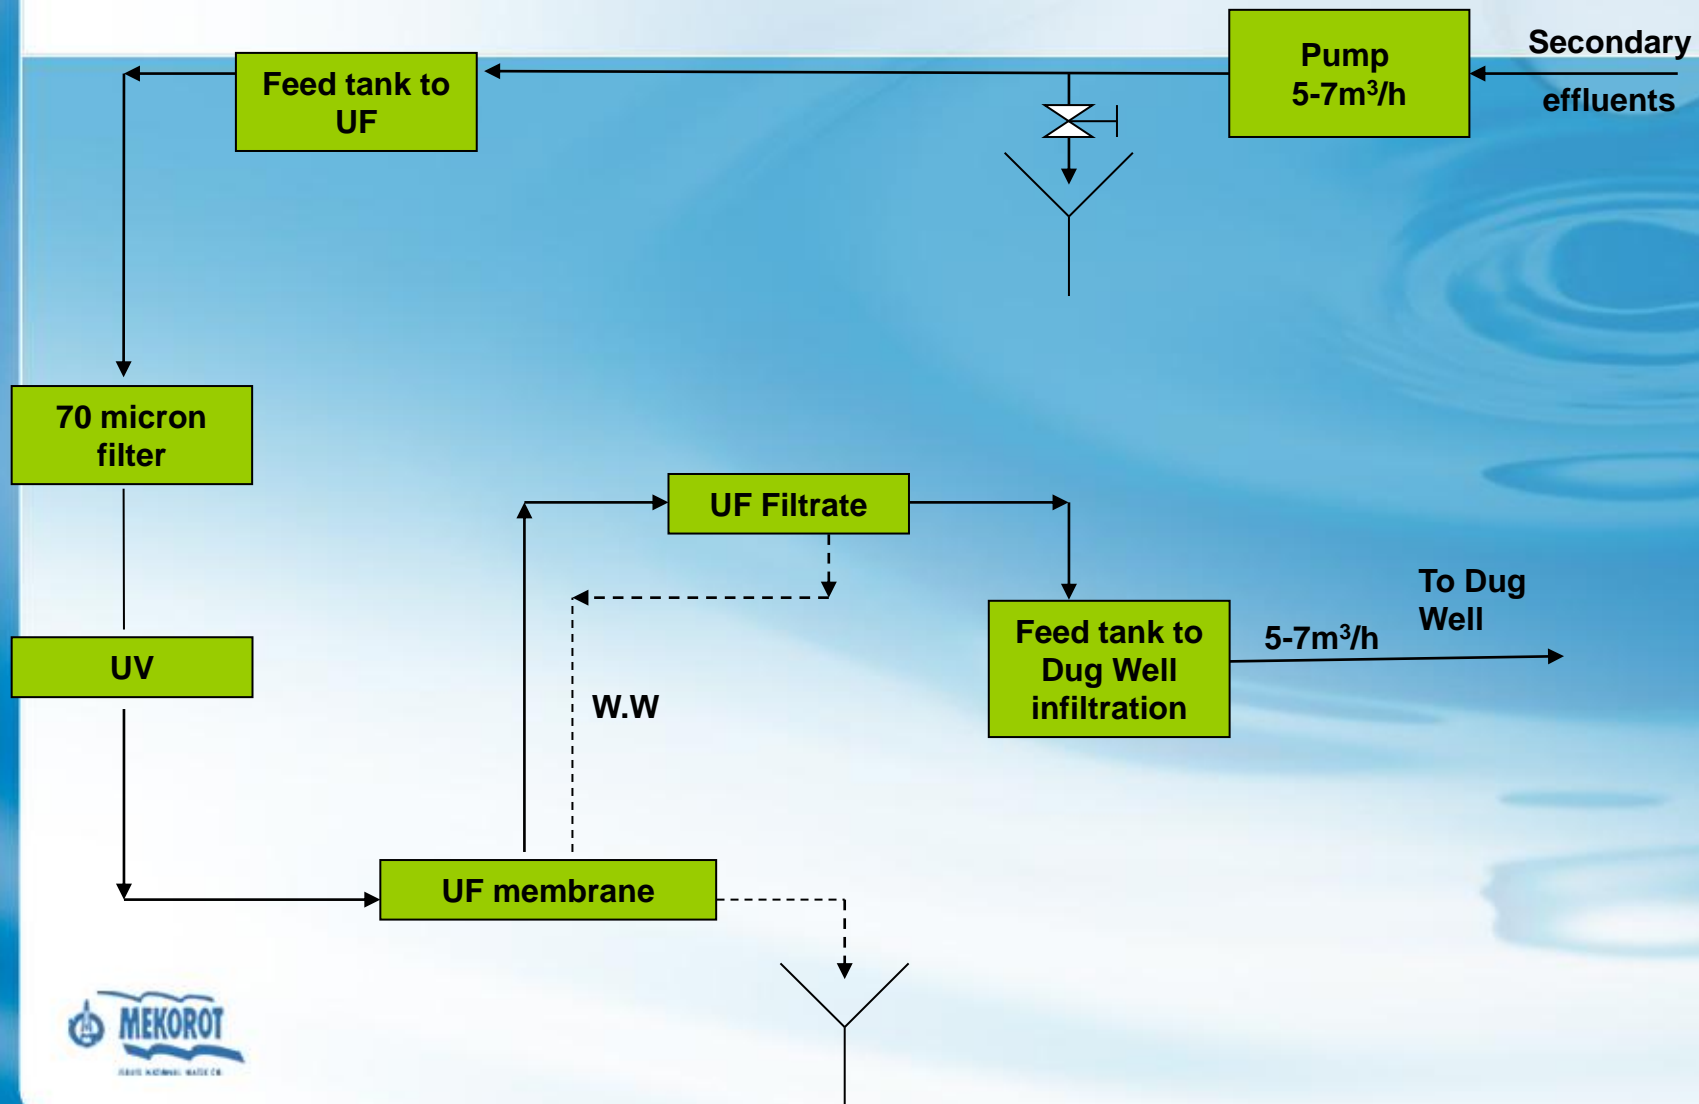 Secondary
effluents
Pump
5-7m³/h
Feed tank to
UF
70 micron
filter
UV
UF membrane
UF Filtrate
W.W
Feed tank to
Dug Well
infiltration
5-7m³/h
To Dug
Well
MEKOROT